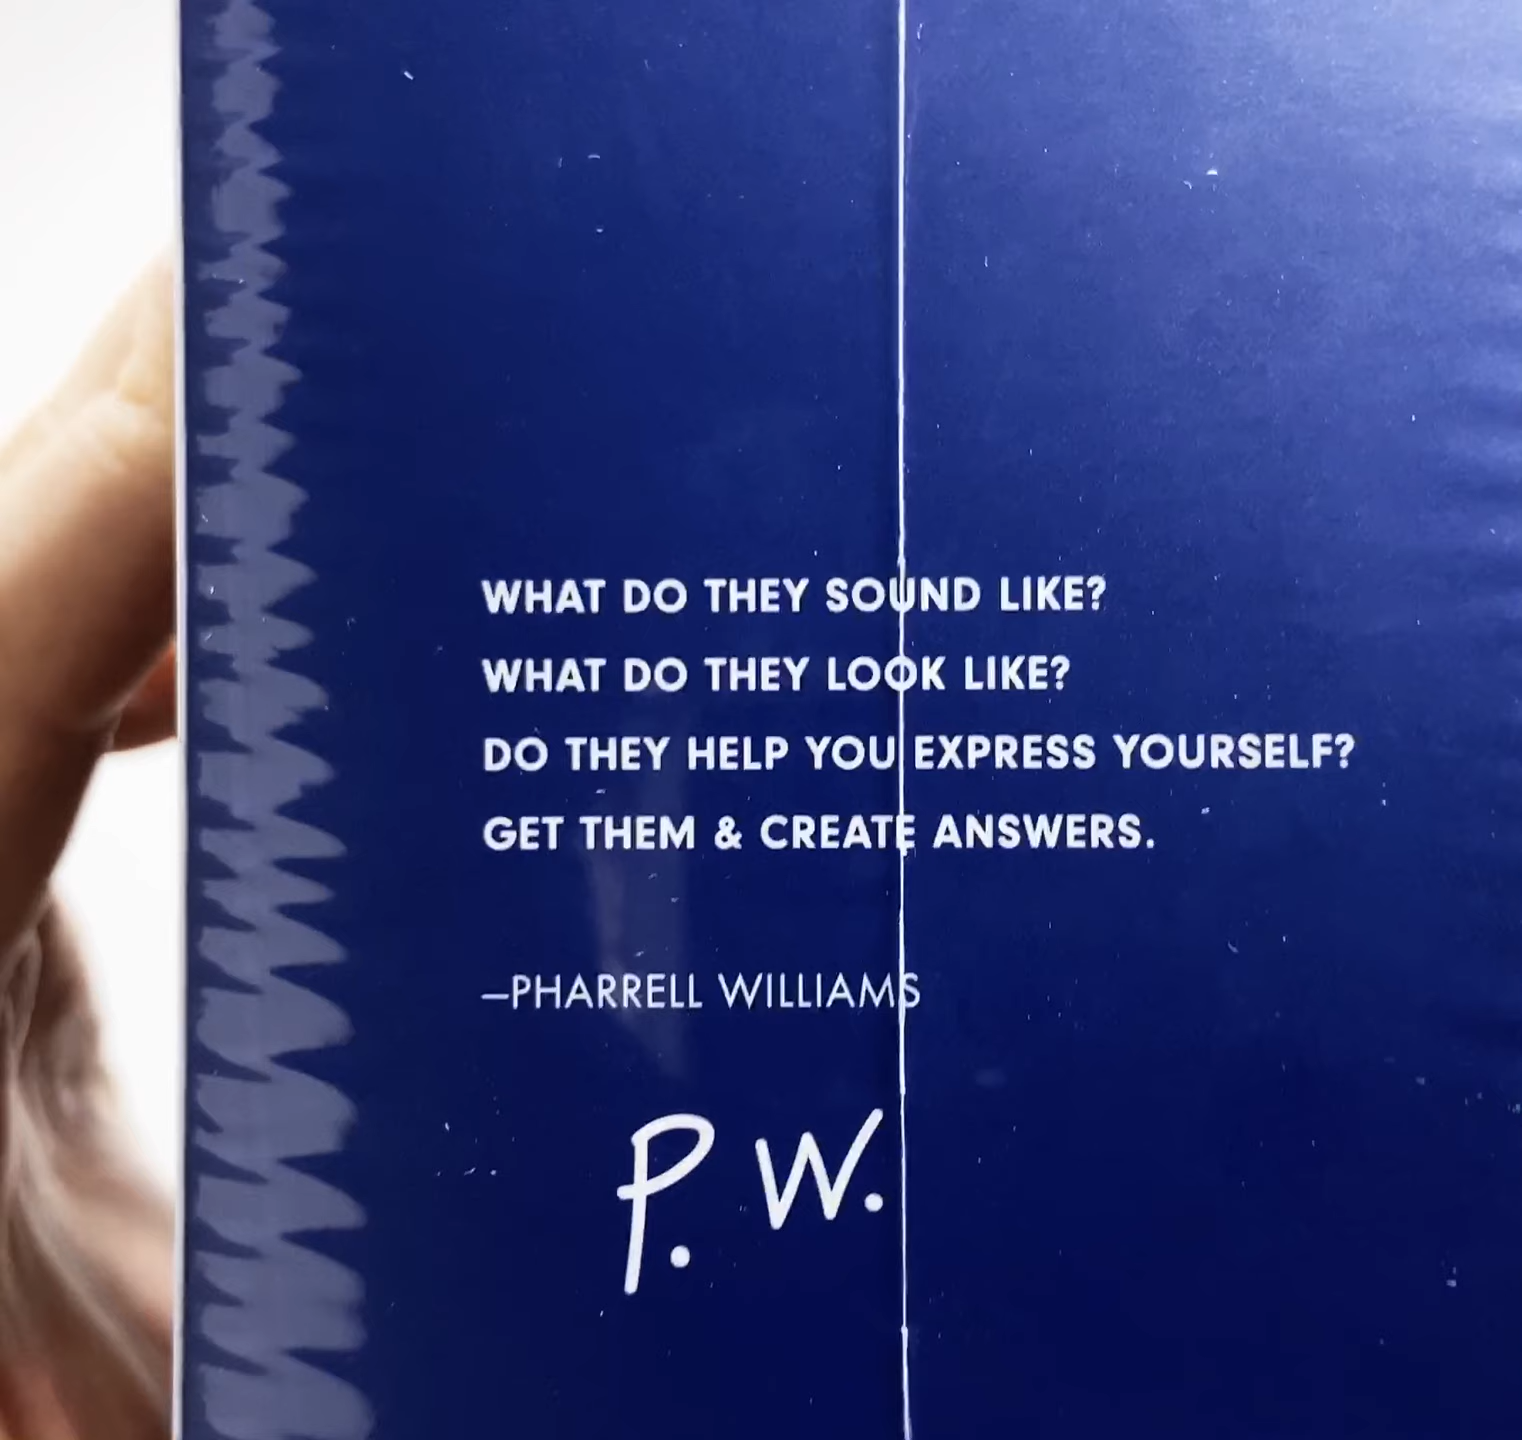 WHAT DO THEY SOUND LIKE?
WHAT DO THEY LOOK LIKE?
DO THEY HELP YOU EXPRESS YOURSELF?
GET THEM & CREATE ANSWERS.
–PHARRELL WILLIAMS
P. W.